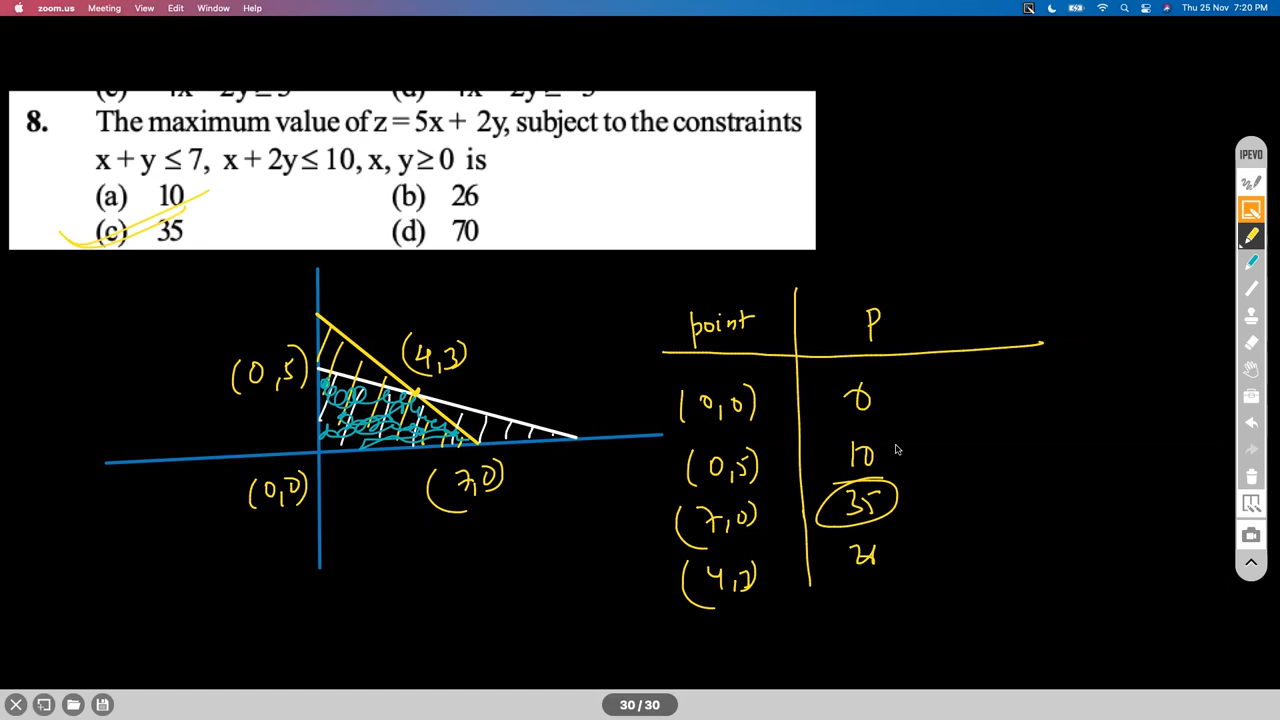 zoom.us Meeting View Edit Window Help Thu 25 Nov 7:20 PM
8. The maximum value of z = 5x + 2y, subject to the constraints
x + y ≤ 7, x + 2y ≤ 10, x, y ≥ 0 is
(a) 10 (b) 26
(c) 35 (d) 70
IPEVO
point P
(0,0) 0
(0,5) 10
(7,0) 35
(4,3)
(4,3)
(0,5)
(7,0)
(0,0)
30 / 30